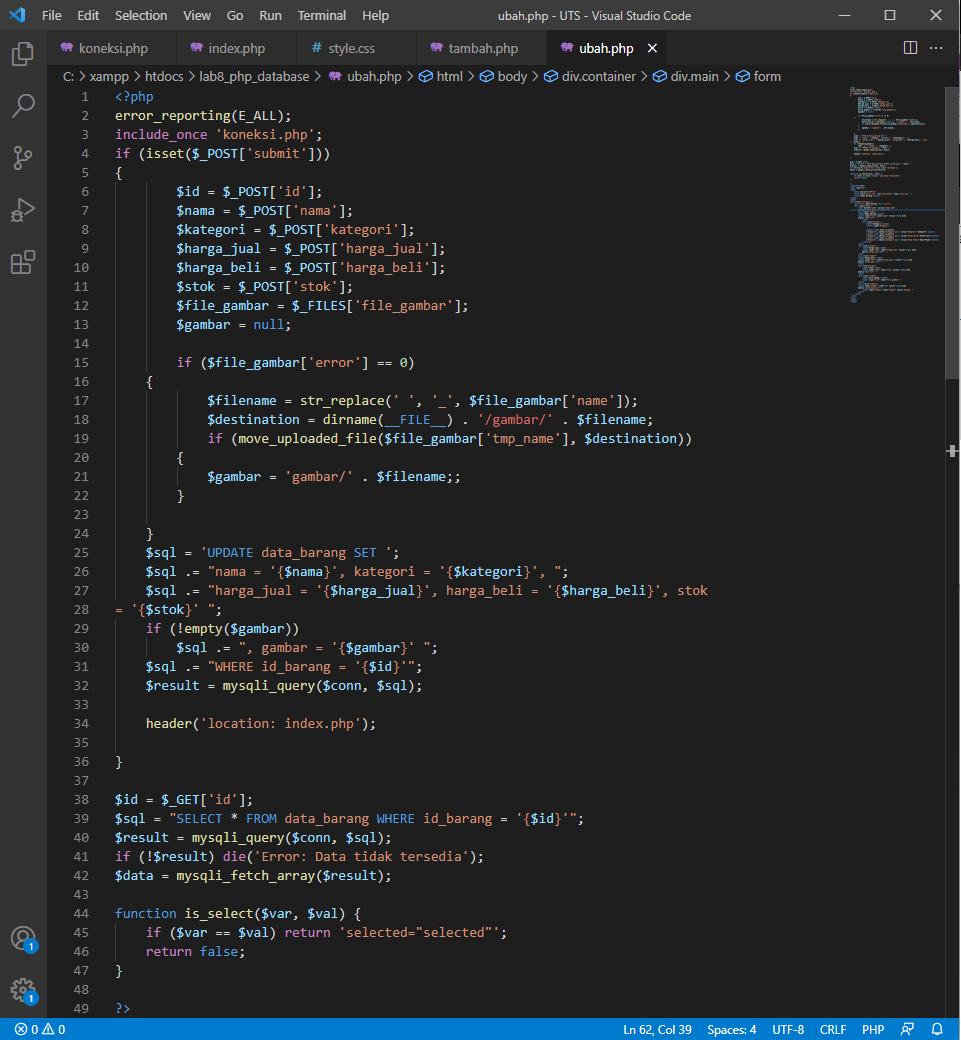 File Edit Selection View Go Run Terminal Help ubah.php - UTS - Visual Studio Code
koneksi.php index.php # style.css tambah.php ubah.php
C: > xampp > htdocs > lab8_php_database > ubah.php > html > body > div.container > div.main > form
1 <?php
2 error_reporting(E_ALL);
3 include_once 'koneksi.php';
4 if (isset($_POST['submit']))
5 {
6 $id = $_POST['id'];
7 $nama = $_POST['nama'];
8 $kategori = $_POST['kategori'];
9 $harga_jual = $_POST['harga_jual'];
10 $harga_beli = $_POST['harga_beli'];
11 $stok = $_POST['stok'];
12 $file_gambar = $_FILES['file_gambar'];
13 $gambar = null;
14
15 if ($file_gambar['error'] == 0)
16 {
17 $filename = str_replace(' ', '_', $file_gambar['name']);
18 $destination = dirname(__FILE__) . '/gambar/' . $filename;
19 if (move_uploaded_file($file_gambar['tmp_name'], $destination))
20 {
21 $gambar = 'gambar/' . $filename;;
22 }
23
24 }
25 $sql = 'UPDATE data_barang SET ';
26 $sql .= "nama = '{$nama}', kategori = '{$kategori}', ";
27 $sql .= "harga_jual = '{$harga_jual}', harga_beli = '{$harga_beli}', stok
28 = '{$stok}' ";
29 if (!empty($gambar))
30 $sql .= ", gambar = '{$gambar}' ";
31 $sql .= "WHERE id_barang = '{$id}'";
32 $result = mysqli_query($conn, $sql);
33
34 header('location: index.php');
35
36 }
37
38 $id = $_GET['id'];
39 $sql = "SELECT * FROM data_barang WHERE id_barang = '{$id}'";
40 $result = mysqli_query($conn, $sql);
41 if (!$result) die('Error: Data tidak tersedia');
42 $data = mysqli_fetch_array($result);
43
44 function is_select($var, $val) {
45 if ($var == $val) return 'selected="selected"';
46 return false;
47 }
48
49 ?>
1
1
0 0 Ln 62, Col 39 Spaces: 4 UTF-8 CRLF PHP